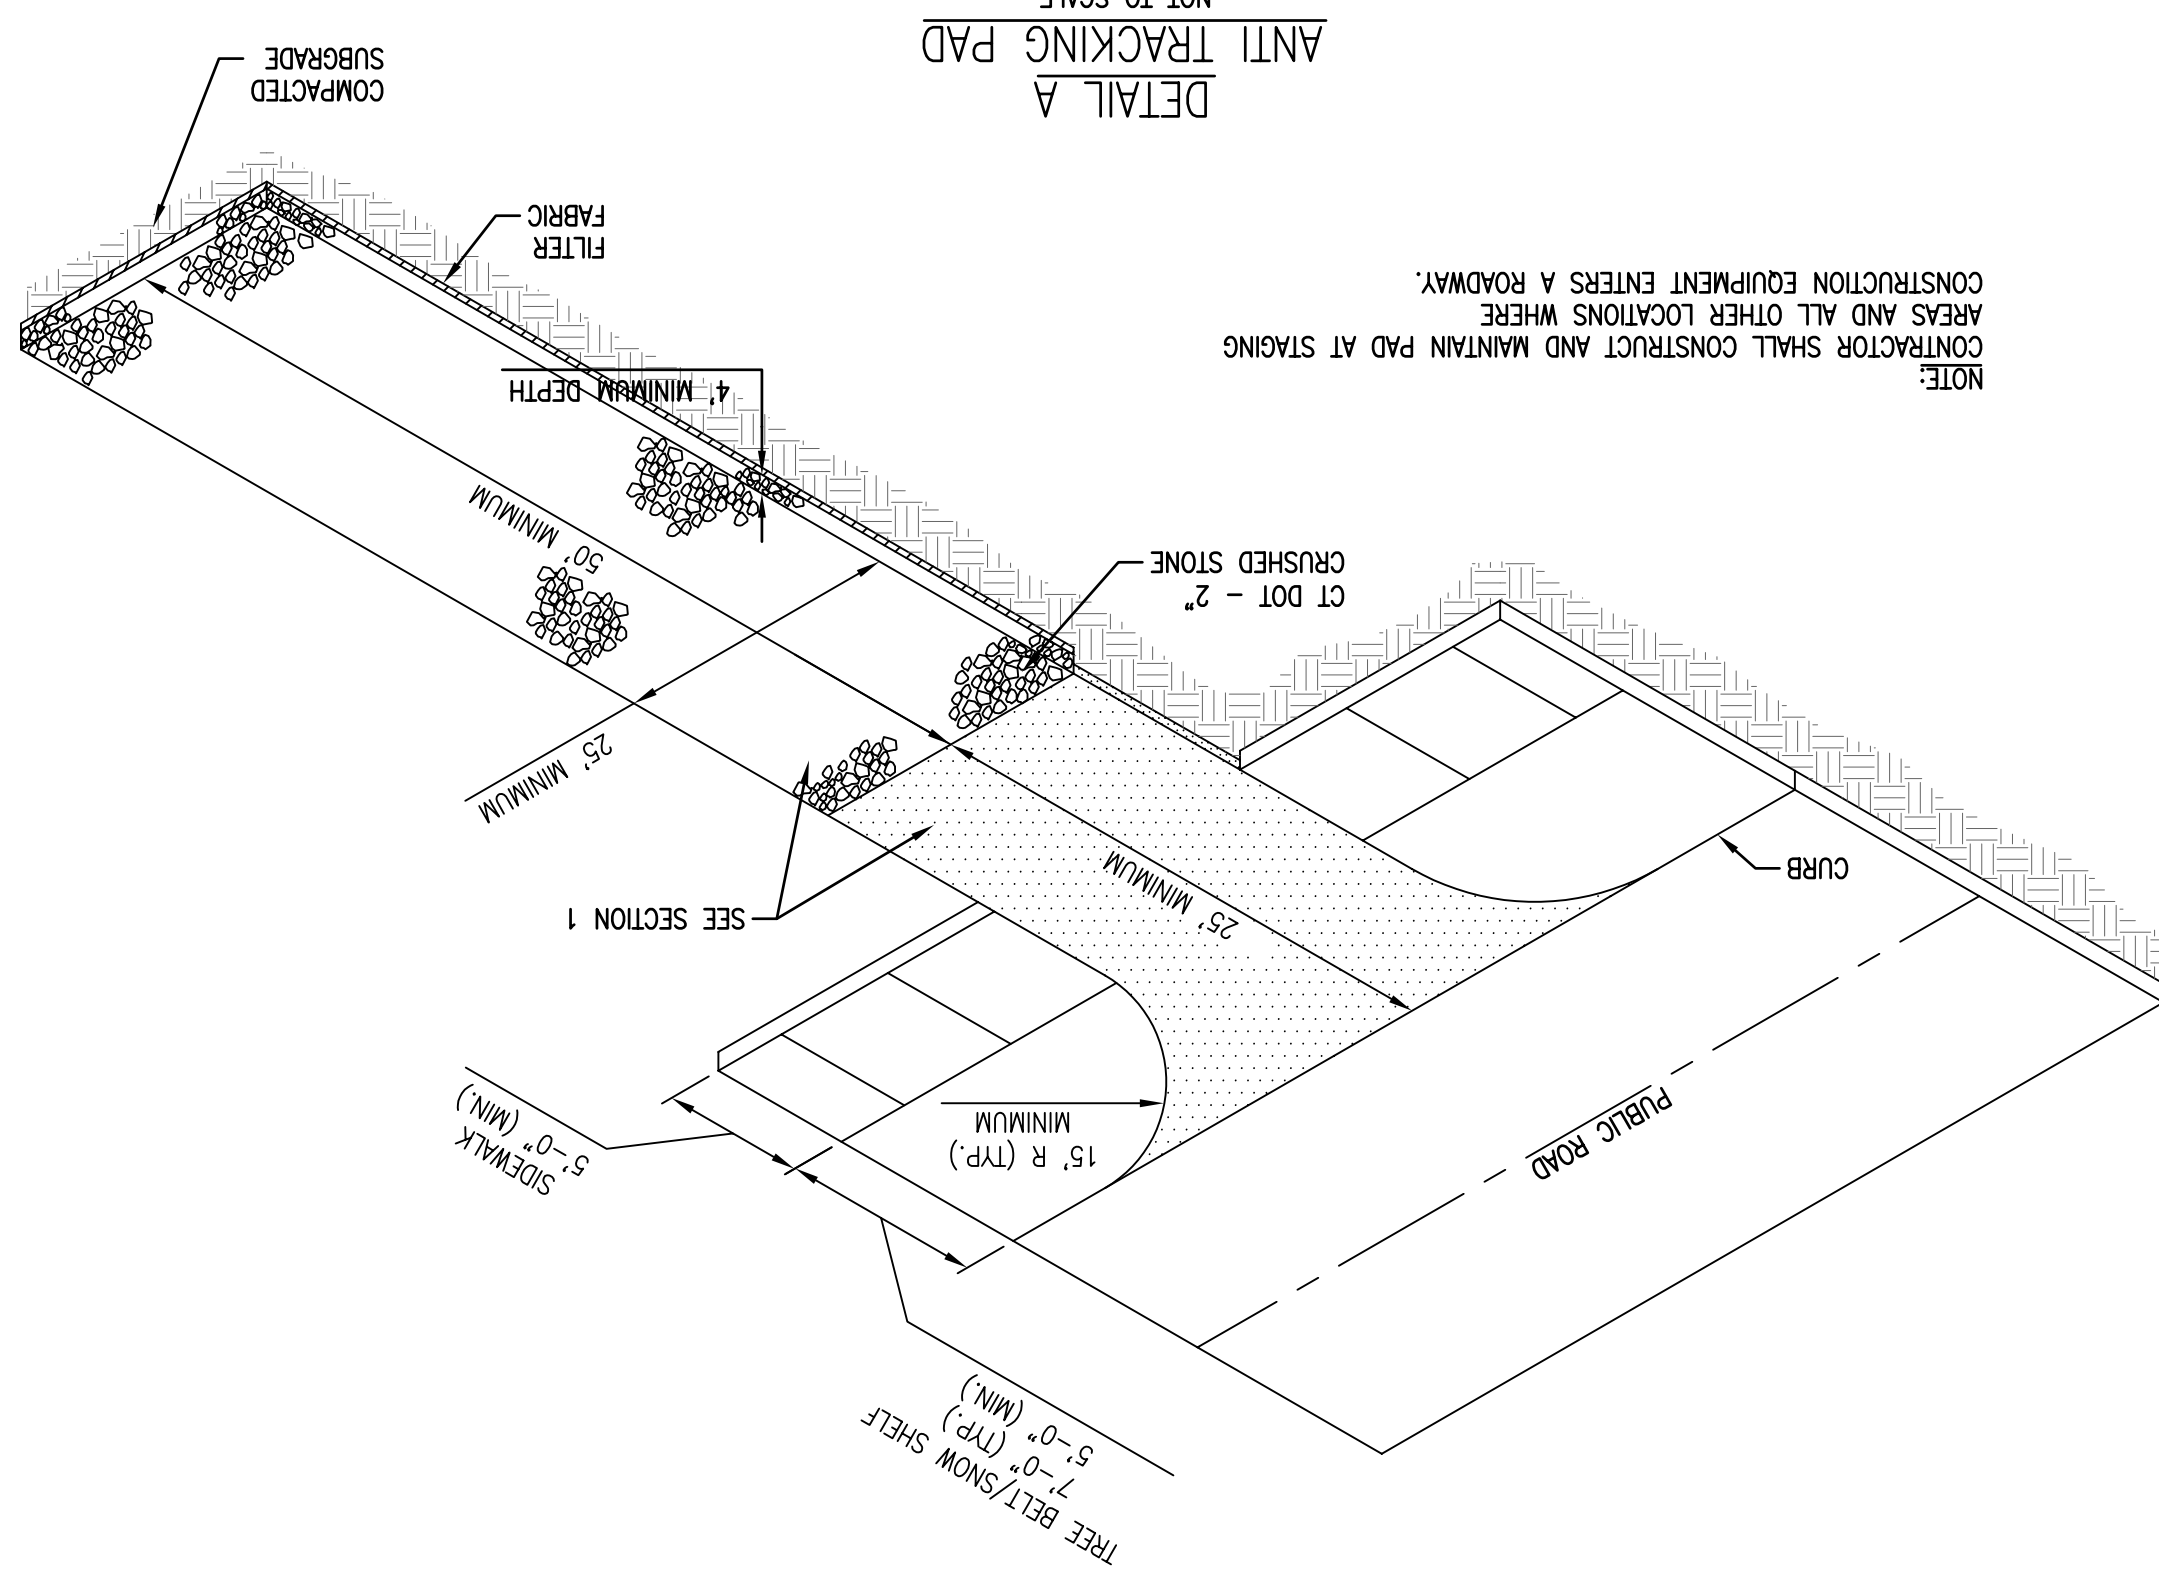 TREE BELT/SNOW SHELF
7'-0" (TYP.)
5'-0" (MIN.)
PUBLIC ROAD
15' R (TYP.)
MINIMUM
SIDEWALK
5'-0" (MIN.)
CURB
25'
MINIMUM
SEE SECTION 1
25' MINIMUM
CT DOT - 2"
CRUSHED STONE
50'
MINIMUM
4' MINIMUM DEPTH
NOTE:
CONTRACTOR SHALL CONSTRUCT AND MAINTAIN PAD AT STAGING
AREAS AND ALL OTHER LOCATIONS WHERE
CONSTRUCTION EQUIPMENT ENTERS A ROADWAY.
FILTER
FABRIC
COMPACTED
SUBGRADE
DETAIL A
ANTI TRACKING PAD
NOT TO SCALE